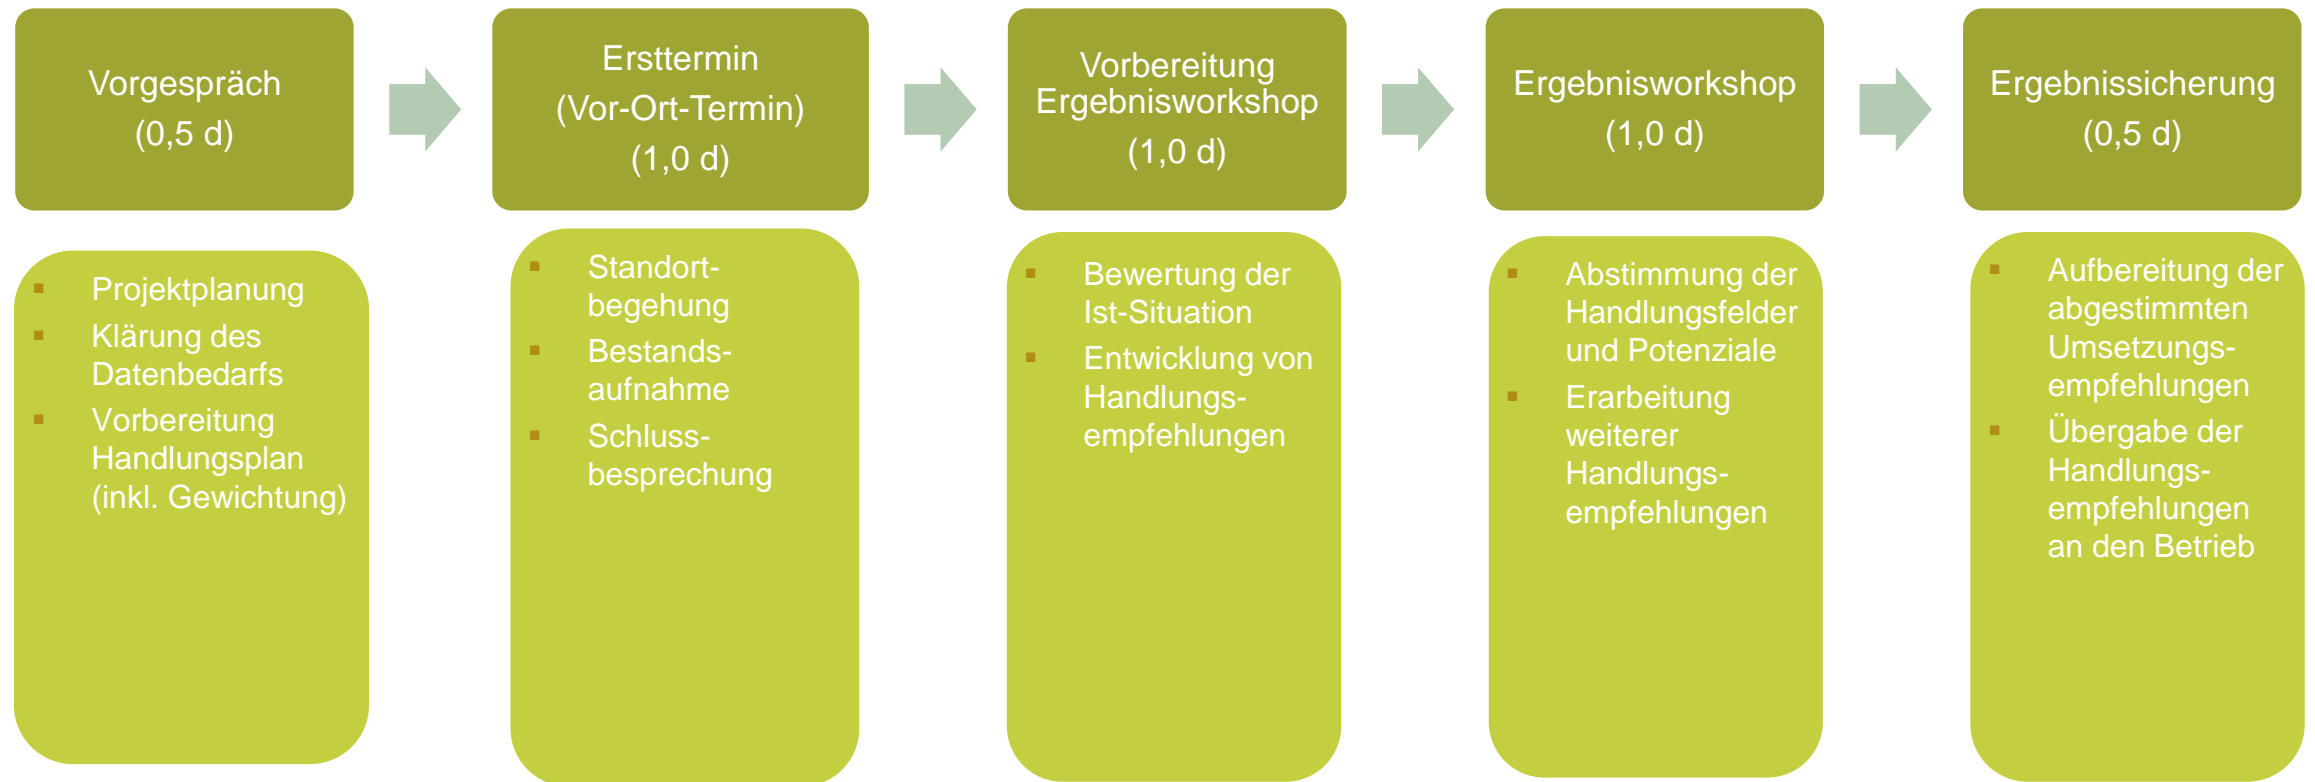 Vorgespräch
(0,5 d)
Ersttermin
(Vor-Ort-Termin)
(1,0 d)
Vorbereitung
Ergebnisworkshop
(1,0 d)
Ergebnisworkshop
(1,0 d)
Ergebnissicherung
(0,5 d)
▪ Projektplanung
▪ Klärung des
Datenbedarfs
▪ Vorbereitung
Handlungsplan
(inkl. Gewichtung)
▪ Standort-
begehung
▪ Bestands-
aufnahme
▪ Schluss-
besprechung
▪ Bewertung der
Ist-Situation
▪ Entwicklung von
Handlungs-
empfehlungen
▪ Abstimmung der
Handlungsfelder
und Potenziale
▪ Erarbeitung
weiterer
Handlungs-
empfehlungen
▪ Aufbereitung der
abgestimmten
Umsetzungs-
empfehlungen
▪ Übergabe der
Handlungs-
empfehlungen
an den Betrieb